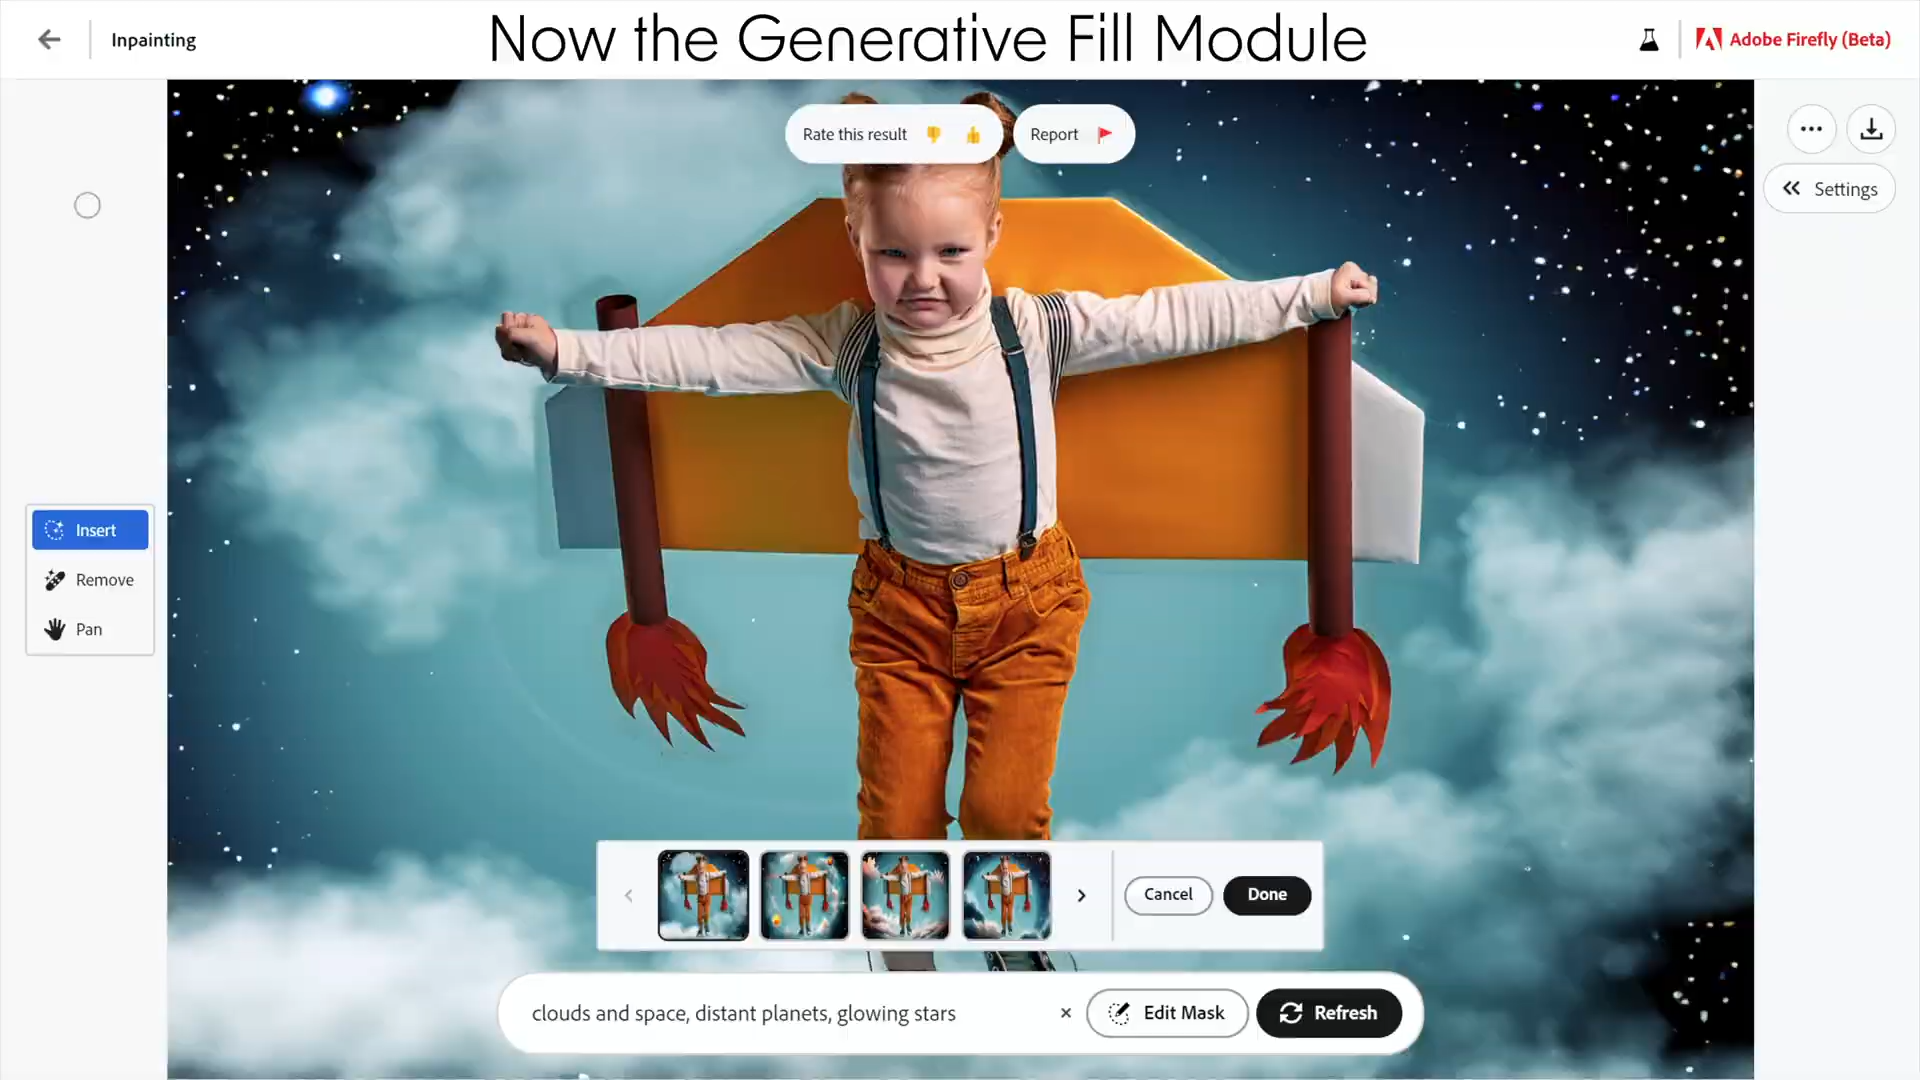 Inpainting
Now the Generative Fill Module
Adobe Firefly (Beta)
Rate this result
Report
Settings
Insert
Remove
Pan
Cancel
Done
clouds and space, distant planets, glowing stars
Edit Mask
Refresh